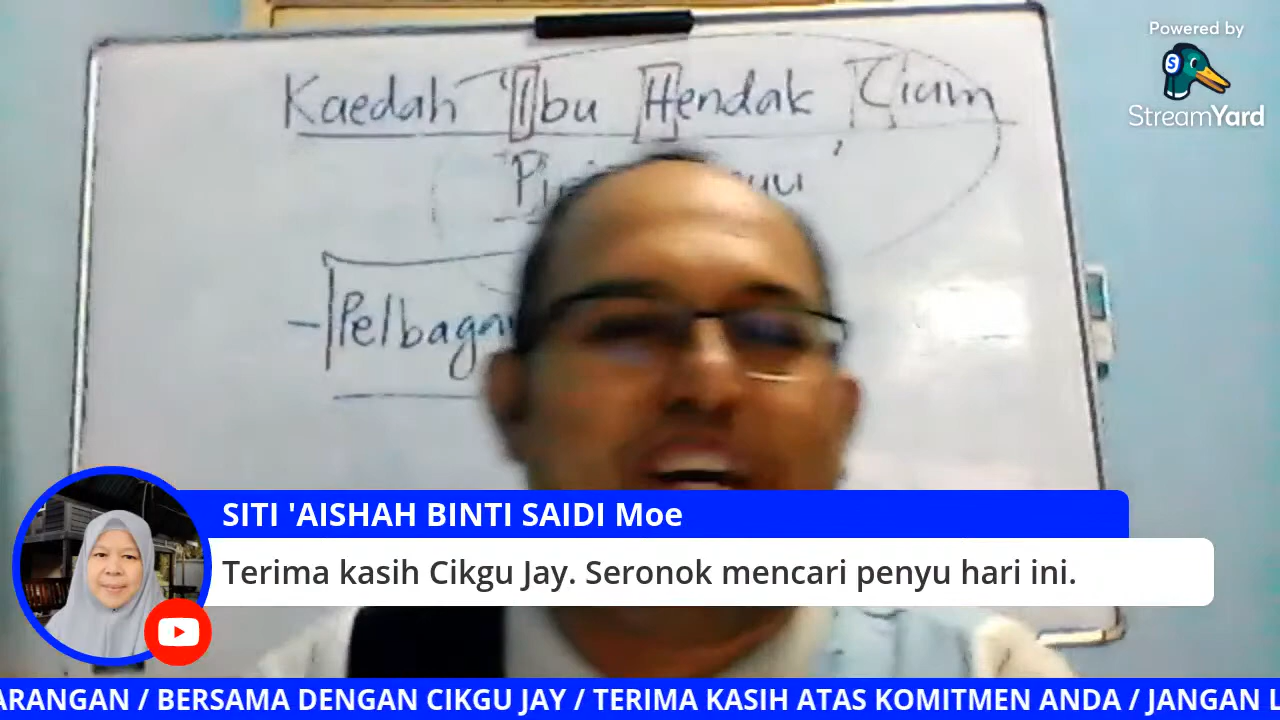 Powered by
StreamYard
Kaedah 'Ibu Hendak Cium
Pelbagai
SITI 'AISHAH BINTI SAIDI Moe
Terima kasih Cikgu Jay. Seronok mencari penyu hari ini.
ARANGAN / BERSAMA DENGAN CIKGU JAY / TERIMA KASIH ATAS KOMITMEN ANDA / JANGAN L